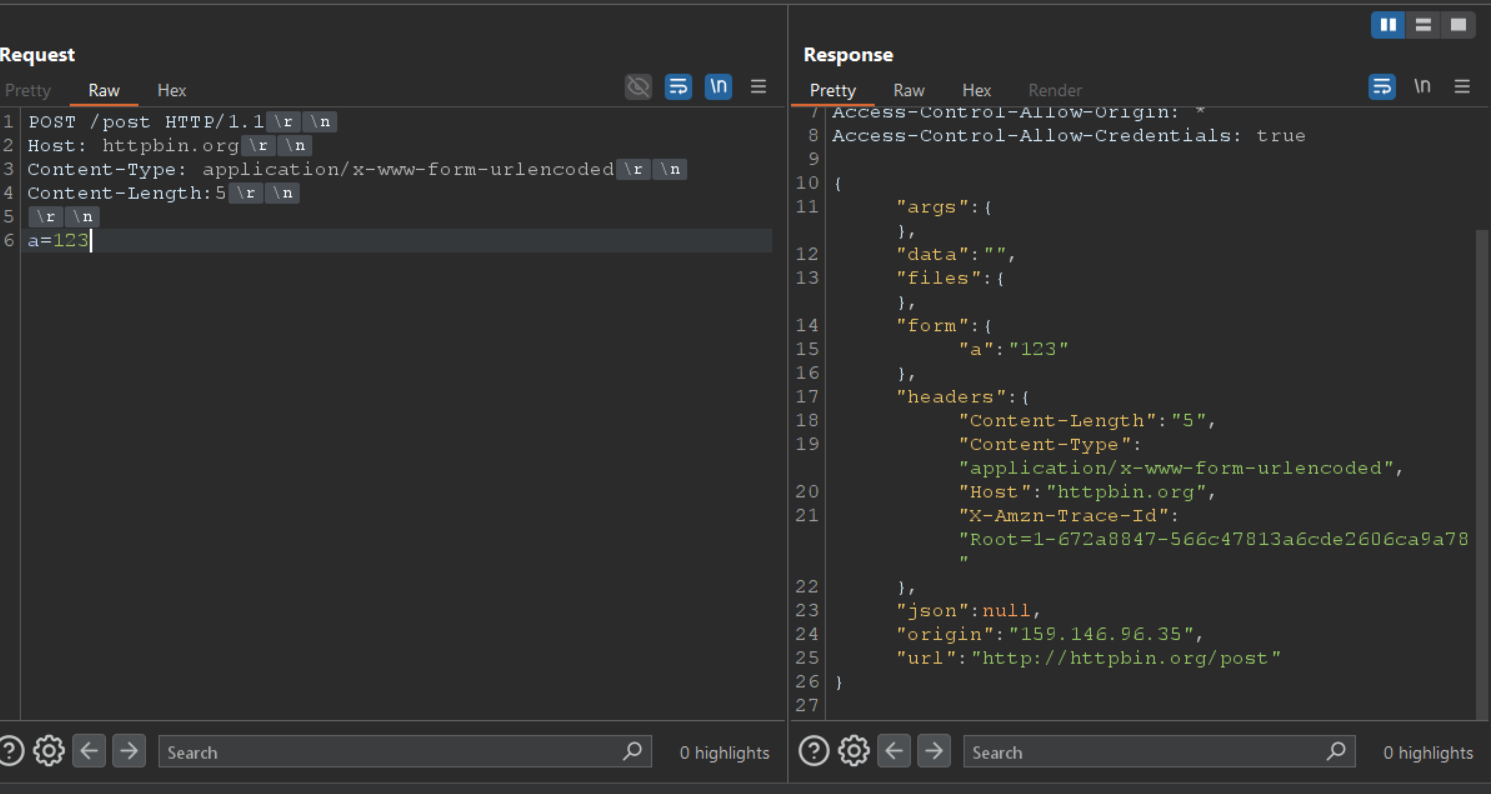 Request
Pretty Raw Hex \n
1 POST /post HTTP/1.1 \r \n
2 Host: httpbin.org \r \n
3 Content-Type: application/x-www-form-urlencoded \r \n
4 Content-Length:5 \r \n
5 \r \n
6 a=123
? Search 0 highlights
Response
Pretty Raw Hex Render \n
7 Access-Control-Allow-Origin: *
8 Access-Control-Allow-Credentials: true
9
10 {
11 "args":{
},
12 "data":"",
13 "files":{
},
14 "form":{
15 "a":"123"
16 },
17 "headers":{
18 "Content-Length":"5",
19 "Content-Type":
"application/x-www-form-urlencoded",
20 "Host":"httpbin.org",
21 "X-Amzn-Trace-Id":
"Root=1-672a8847-566c47813a6cde2606ca9a78
"
22 },
23 "json":null,
24 "origin":"159.146.96.35",
25 "url":"http://httpbin.org/post"
26 }
27
? Search 0 highlights